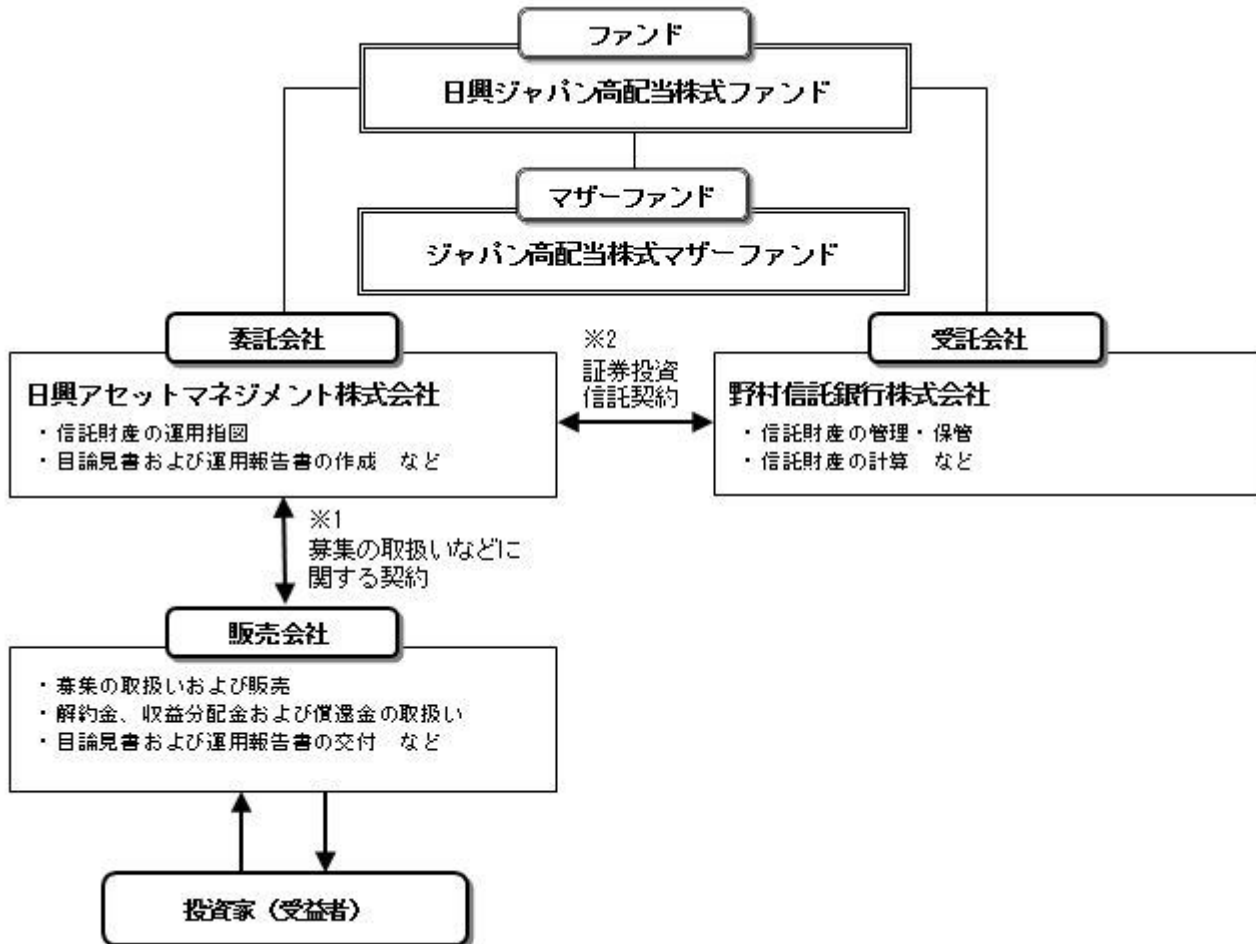 ファンド
日興ジャパン高配当株式ファンド
マザーファンド
ジャパン高配当株式マザーファンド
委託会社
日興アセットマネジメント株式会社
・信託財産の運用指図
・目論見書および運用報告書の作成　など
※2
証券投資
信託契約
受託会社
野村信託銀行株式会社
・信託財産の管理・保管
・信託財産の計算　など
※1
募集の取扱いなどに
関する契約
販売会社
・募集の取扱いおよび販売
・解約金、収益分配金および償還金の取扱い
・目論見書および運用報告書の交付　など
投資家（受益者）